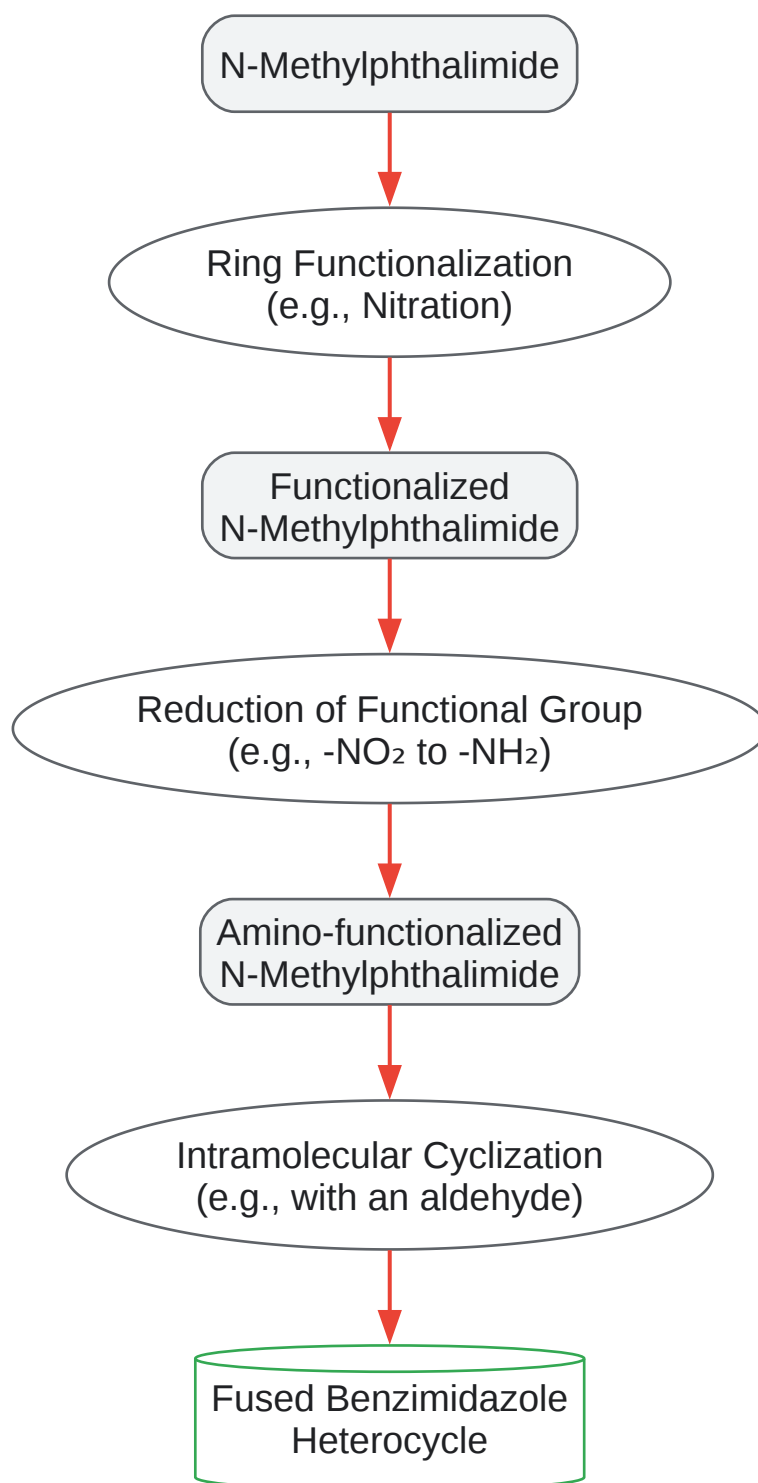 N-Methylphthalimide
Ring Functionalization
(e.g., Nitration)
Functionalized
N-Methylphthalimide
Reduction of Functional Group
(e.g., -NO₂ to -NH₂)
Amino-functionalized
N-Methylphthalimide
Intramolecular Cyclization
(e.g., with an aldehyde)
Fused Benzimidazole
Heterocycle